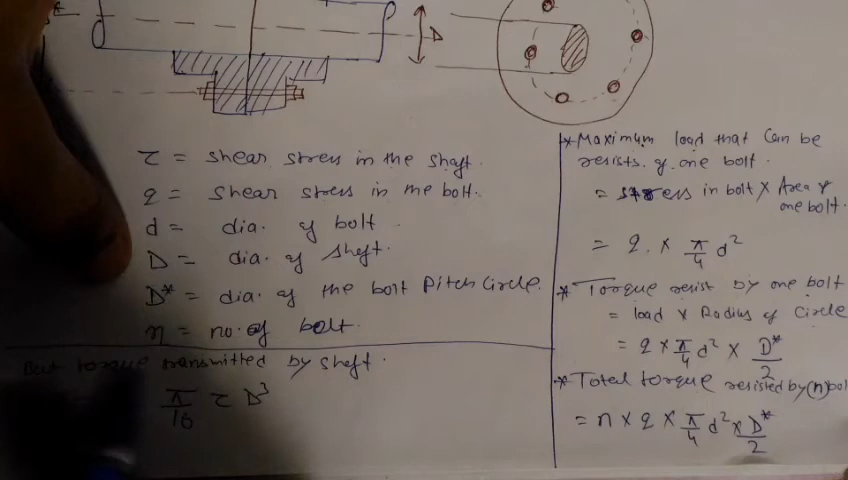 D
τ = shear stress in the shaft.
q = shear stress in the bolt.
d = dia. of bolt
D = dia. of shaft.
D* = dia. of the bolt Pitch Circle.
n = no. of bolt.
But torque transmitted by shaft.
π/16 τ D³
* Maximum load that Can be
resists. of one bolt.
= stress in bolt × Area of
one bolt.
= q. × π/4 d²
* Torque resist by one bolt
= load × Radius of Circle
= q × π/4 d² × D*/2
* Total torque resisted by (n) bol
= n × q × π/4 d² × D*/2